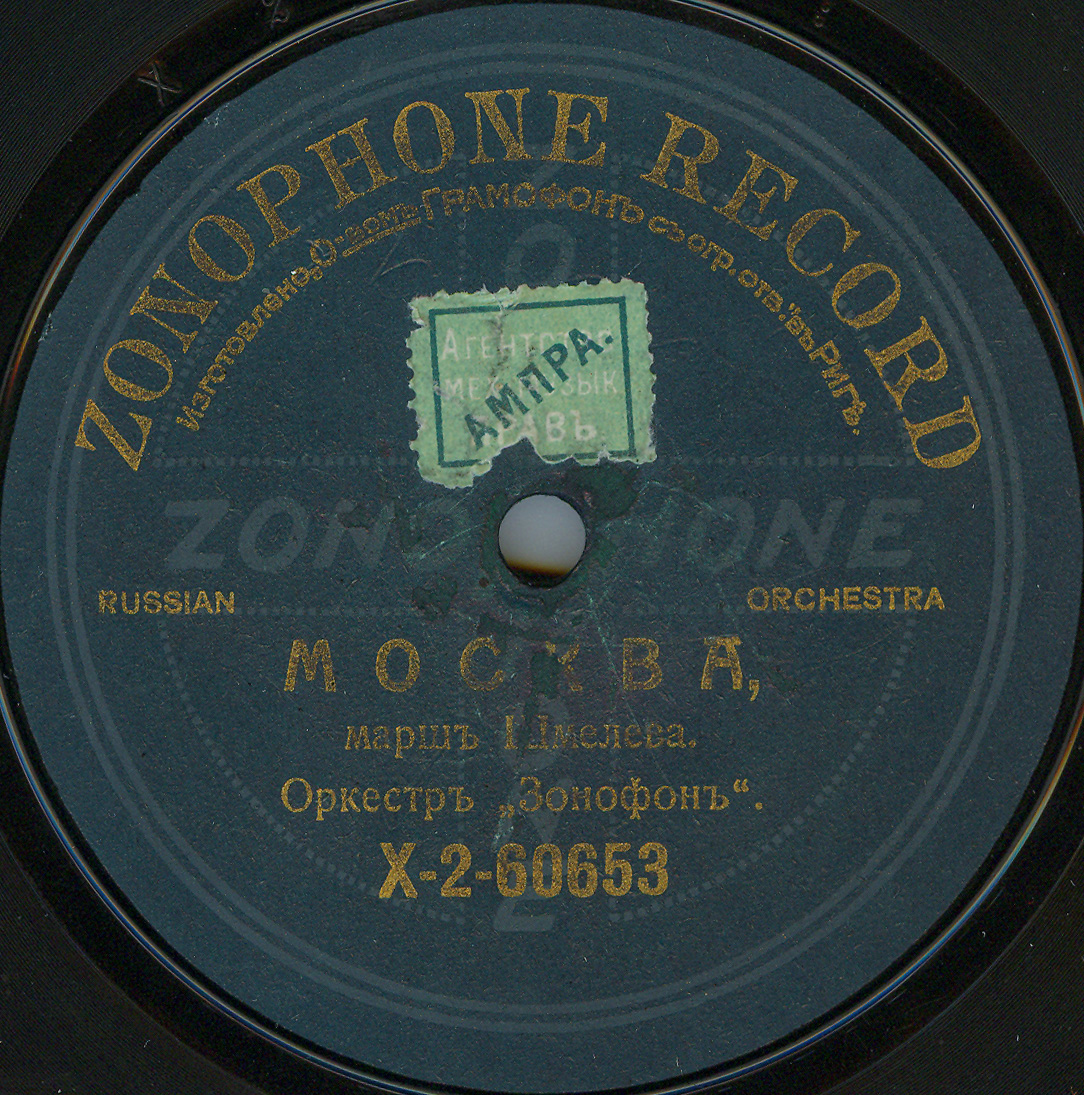 ZONOPHONE RECORD
Изготовлено „О-вомъ ГРАМОФОНЪ съ огр. отв." въ Ригѣ.
АМПРА.
ZONOPHONE
RUSSIAN ORCHESTRA
МОСКВА,
маршъ Шмелева.
Оркестръ „Зонофонъ“.
X-2-60653